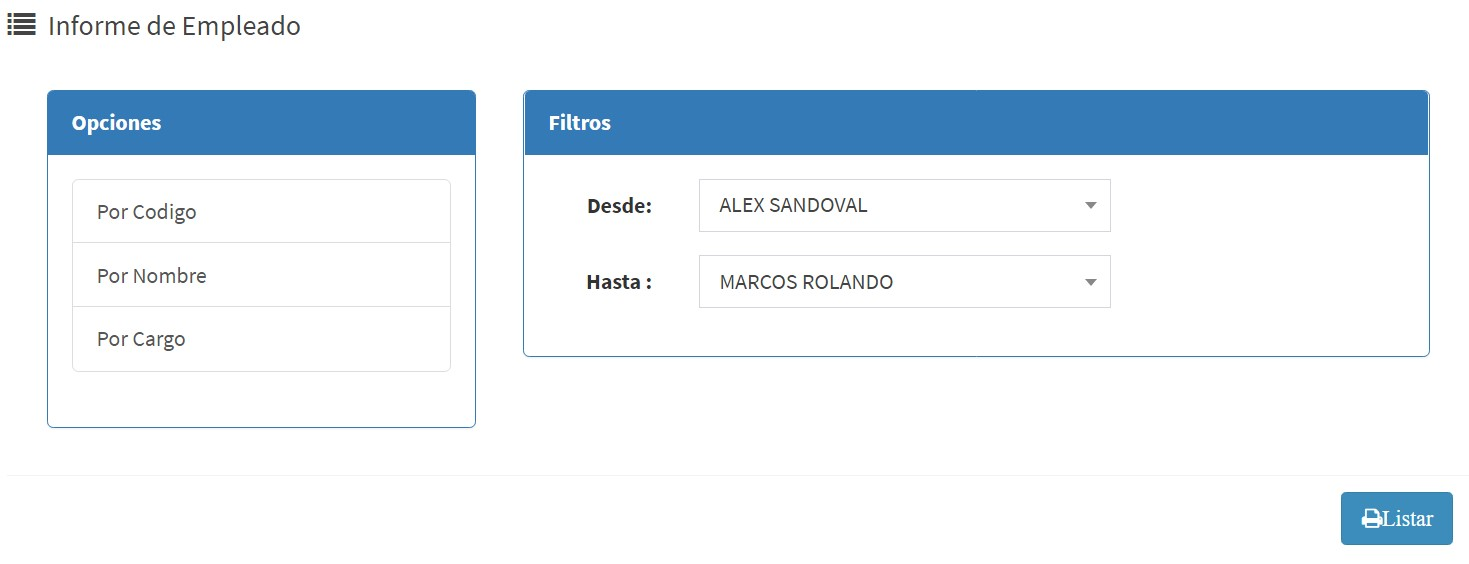 Informe de Empleado
Opciones
Por Codigo
Por Nombre
Por Cargo
Filtros
Desde: ALEX SANDOVAL
Hasta : MARCOS ROLANDO
Listar